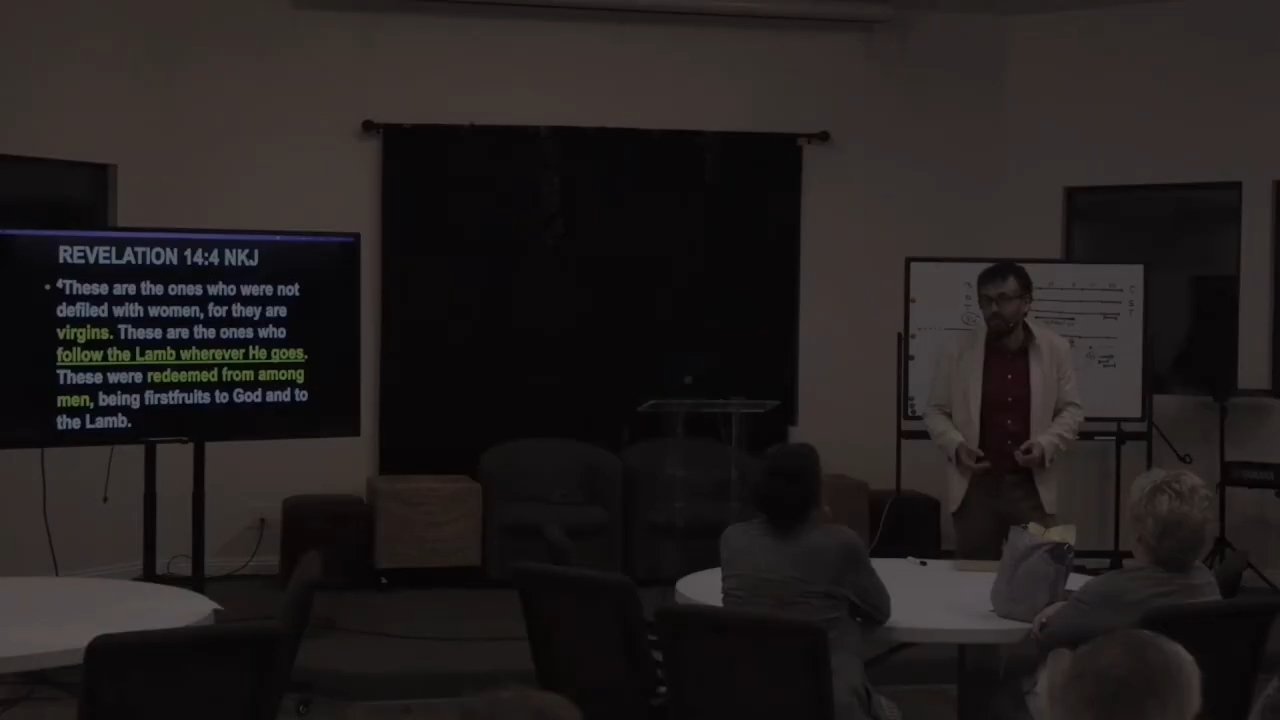 REVELATION 14:4 NKJ
• ⁴These are the ones who were not
defiled with women, for they are
virgins. These are the ones who
follow the Lamb wherever He goes.
These were redeemed from among
men, being firstfruits to God and to
the Lamb.